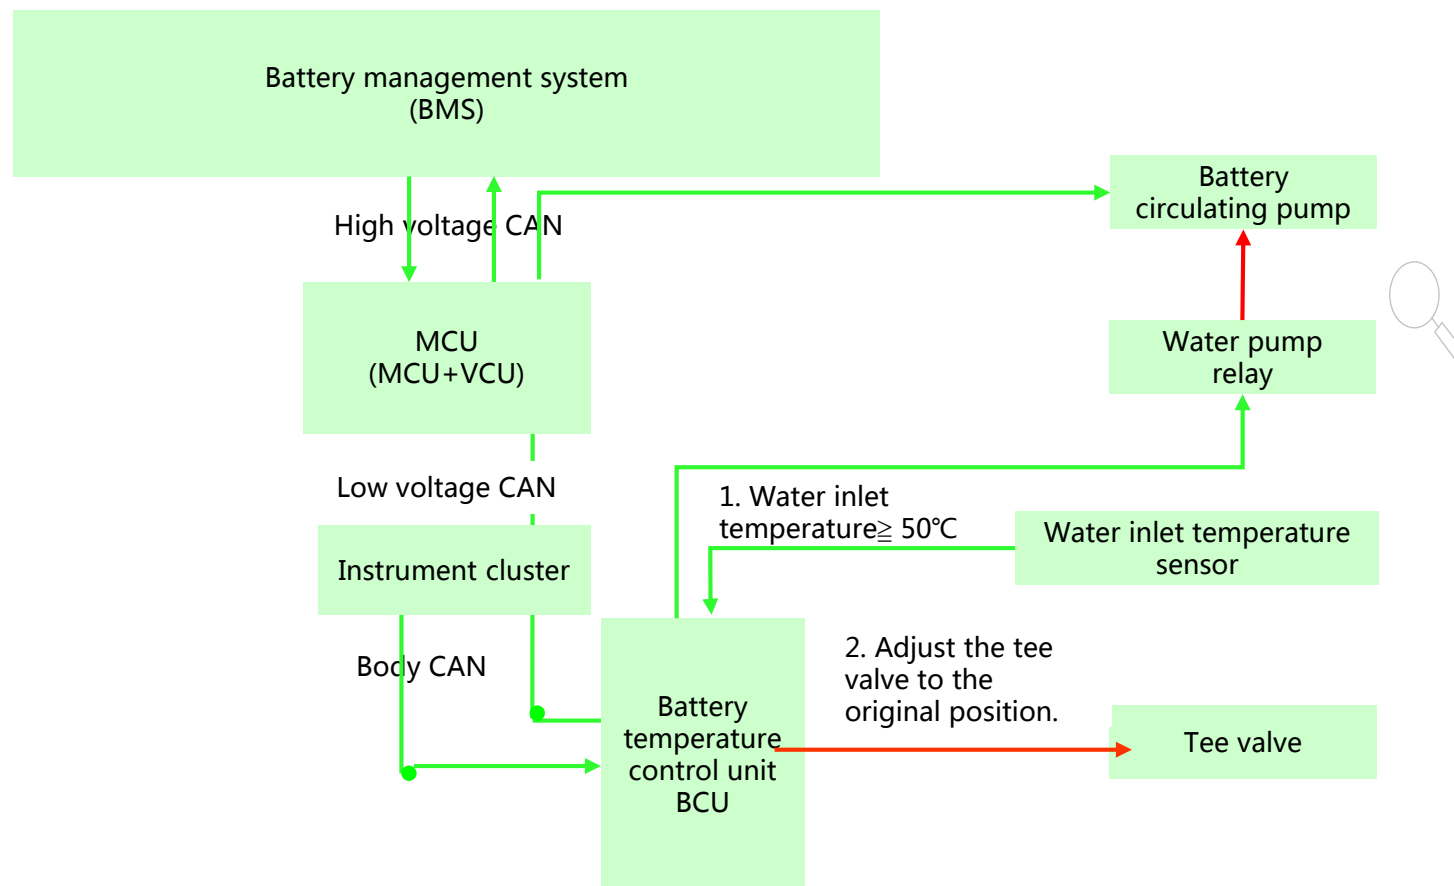 Battery management system
(BMS)
High voltage CAN
Battery
circulating pump
MCU
(MCU+VCU)
Water pump
relay
Low voltage CAN
1. Water inlet
temperature≧ 50℃
Water inlet temperature
sensor
Instrument cluster
Body CAN
2. Adjust the tee
valve to the
original position.
Battery
temperature
control unit
BCU
Tee valve